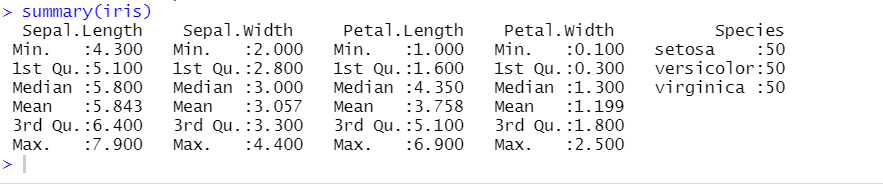 > summary(iris)
  Sepal.Length    Sepal.Width     Petal.Length    Petal.Width          Species  
 Min.   :4.300   Min.   :2.000   Min.   :1.000   Min.   :0.100   setosa    :50  
 1st Qu.:5.100   1st Qu.:2.800   1st Qu.:1.600   1st Qu.:0.300   versicolor:50  
 Median :5.800   Median :3.000   Median :4.350   Median :1.300   virginica :50  
 Mean   :5.843   Mean   :3.057   Mean   :3.758   Mean   :1.199                  
 3rd Qu.:6.400   3rd Qu.:3.300   3rd Qu.:5.100   3rd Qu.:1.800                  
 Max.   :7.900   Max.   :4.400   Max.   :6.900   Max.   :2.500                  
>